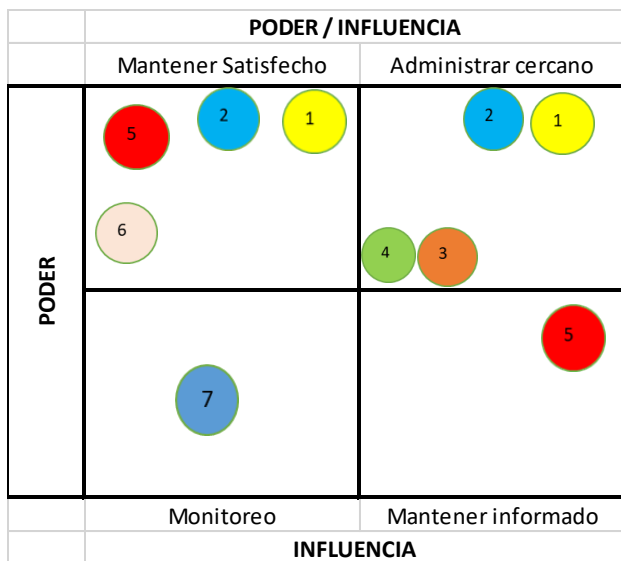 PODER / INFLUENCIA
Mantener Satisfecho Administrar cercano
5 2 1 2 1
6 4 3
PODER
5
7
Monitoreo Mantener informado
INFLUENCIA